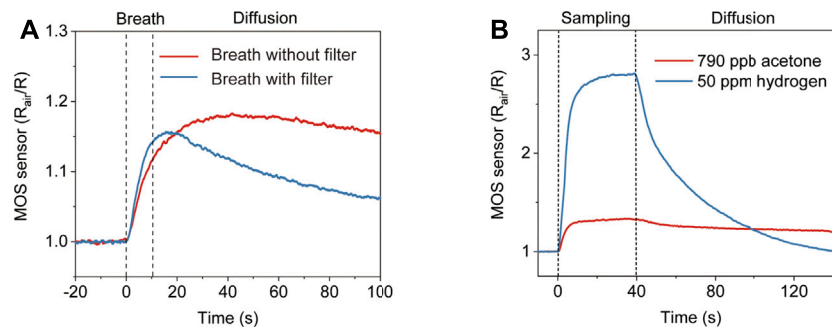 A
Breath Diffusion
1.3
1.2
1.1
1.0
MOS sensor (Rair/R)
Breath without filter
Breath with filter
-20 0 20 40 60 80 100
Time (s)
B
Sampling Diffusion
3
2
1
MOS sensor (Rair/R)
790 ppb acetone
50 ppm hydrogen
0 40 80 120
Time (s)